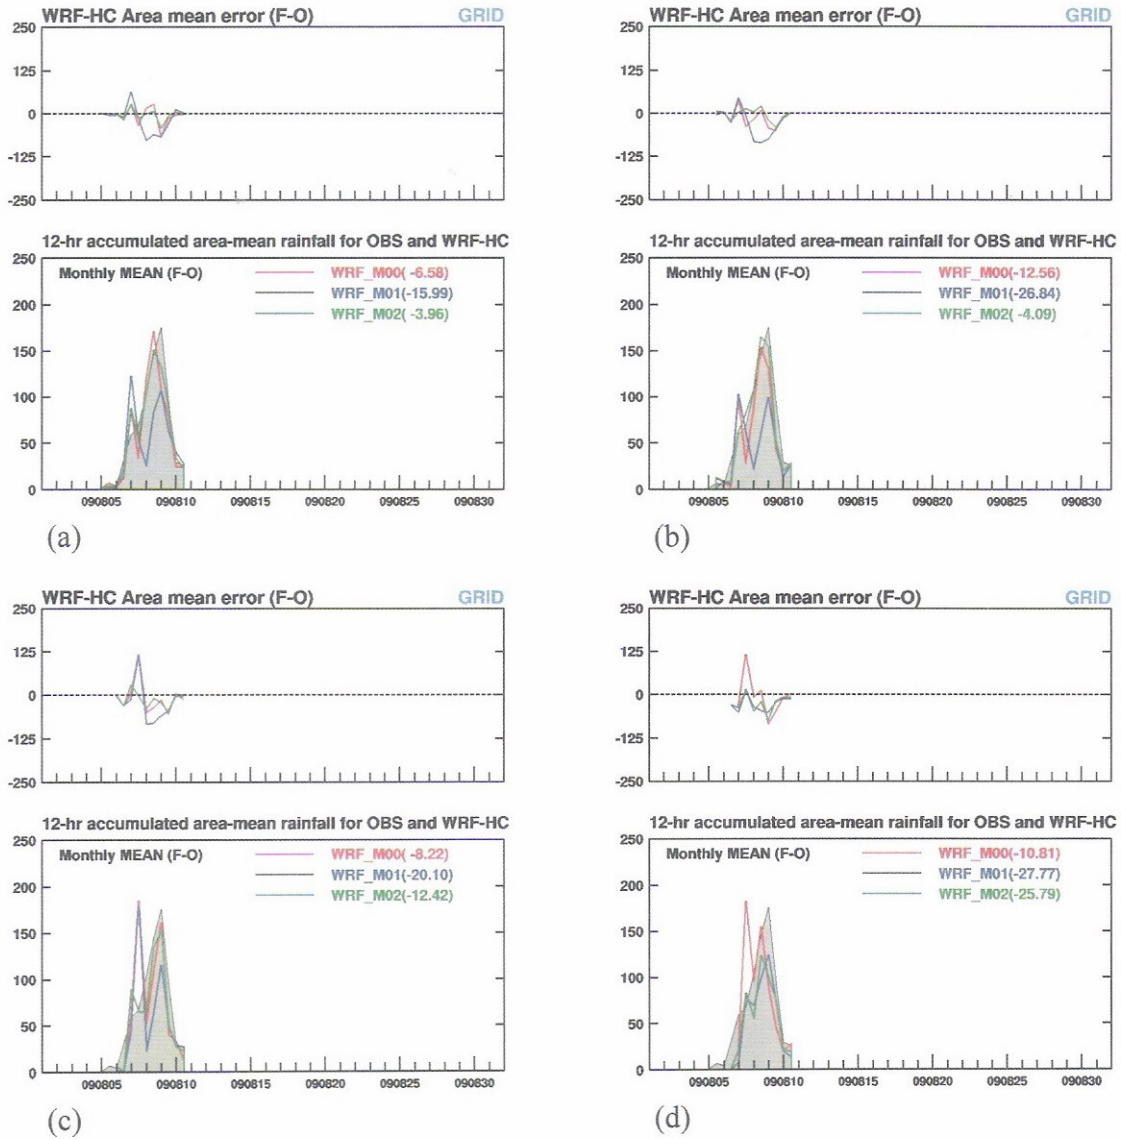 WRF-HC Area mean error (F-O) GRID
250
125
0
-125
-250
12-hr accumulated area-mean rainfall for OBS and WRF-HC
250
200
150
100
50
0
Monthly MEAN (F-O) WRF_M00( -6.58)
WRF_M01(-15.99)
WRF_M02( -3.96)
090805 090810 090815 090820 090825 090830
(a)
WRF-HC Area mean error (F-O) GRID
250
125
0
-125
-250
12-hr accumulated area-mean rainfall for OBS and WRF-HC
250
200
150
100
50
0
Monthly MEAN (F-O) WRF_M00(-12.56)
WRF_M01(-26.84)
WRF_M02( -4.09)
090805 090810 090815 090820 090825 090830
(b)
WRF-HC Area mean error (F-O) GRID
250
125
0
-125
-250
12-hr accumulated area-mean rainfall for OBS and WRF-HC
250
200
150
100
50
0
Monthly MEAN (F-O) WRF_M00( -8.22)
WRF_M01(-20.10)
WRF_M02(-12.42)
090805 090810 090815 090820 090825 090830
(c)
WRF-HC Area mean error (F-O) GRID
250
125
0
-125
-250
12-hr accumulated area-mean rainfall for OBS and WRF-HC
250
200
150
100
50
0
Monthly MEAN (F-O) WRF_M00(-10.81)
WRF_M01(-27.77)
WRF_M02(-25.79)
090805 090810 090815 090820 090825 090830
(d)